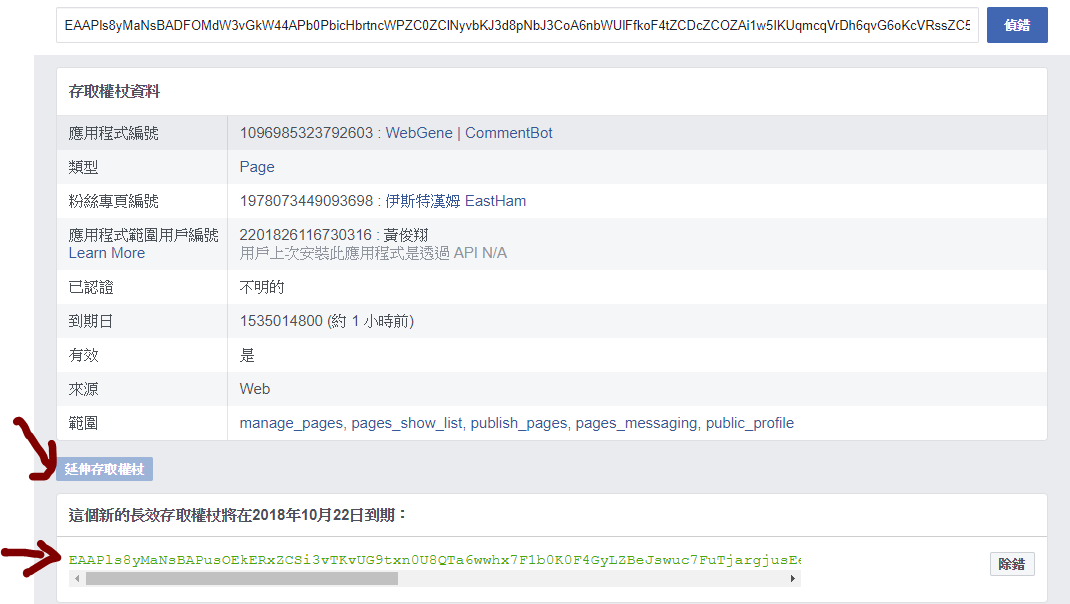 EAAPls8yMaNsBADFOMdW3vGkW44APb0PbicHbrtncWPZC0ZClNyvbKJ3d8pNbJ3CoA6nbWUlFfkoF4tZCDcZCOZAi1w5lKUqmcqVrDh6qvG6oKcVRssZC5 偵錯
存取權杖資料
應用程式編號 1096985323792603 : WebGene | CommentBot
類型 Page
粉絲專頁編號 1978073449093698 : 伊斯特漢姆 EastHam
應用程式範圍用戶編號 2201826116730316 : 黃俊翔
Learn More 用戶上次安裝此應用程式是透過 API N/A
已認證 不明的
到期日 1535014800 (約 1 小時前)
有效 是
來源 Web
範圍 manage_pages, pages_show_list, publish_pages, pages_messaging, public_profile
延伸存取權杖
這個新的長效存取權杖將在2018年10月22日到期：
EAAPls8yMaNsBAPusOEkERxZCSi3vTKvUG9txn0U8QTa6wwhx7F1b0K0F4GyLZBeJswuc7FuTjargjusEe 除錯